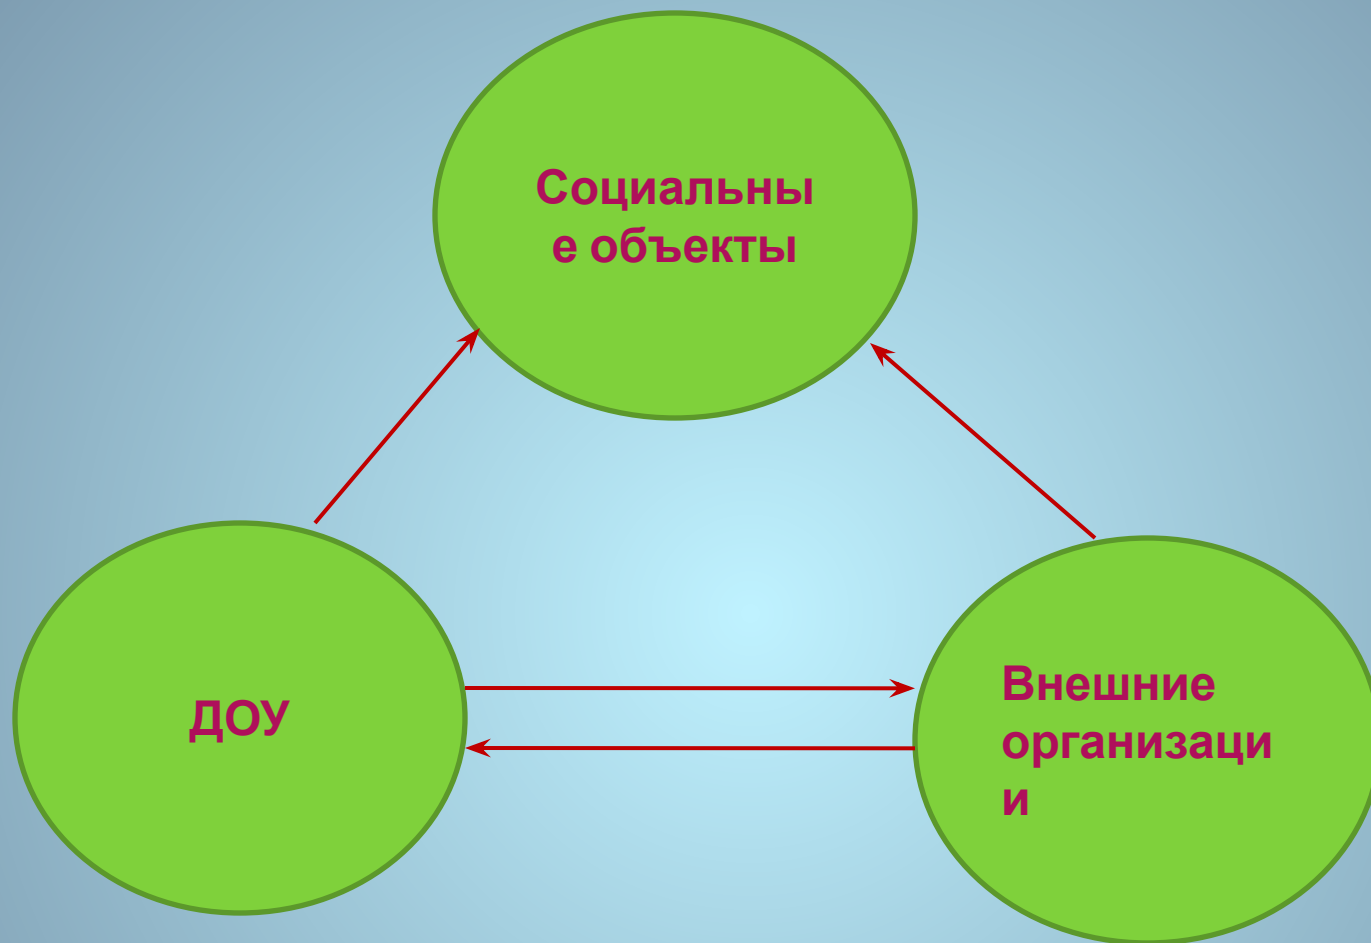 Социальны
е объекты
ДОУ
Внешние
организаци
и